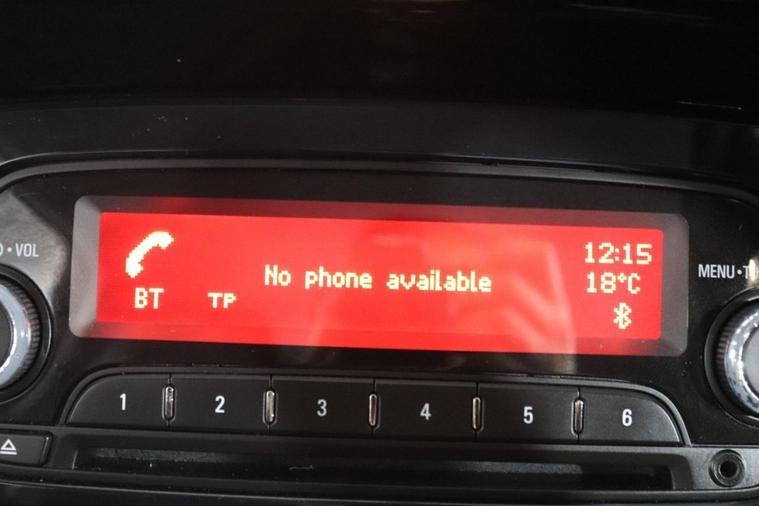 12:15
No phone available
18°C
BT TP
• VOL
MENU•T
1 2 3 4 5 6